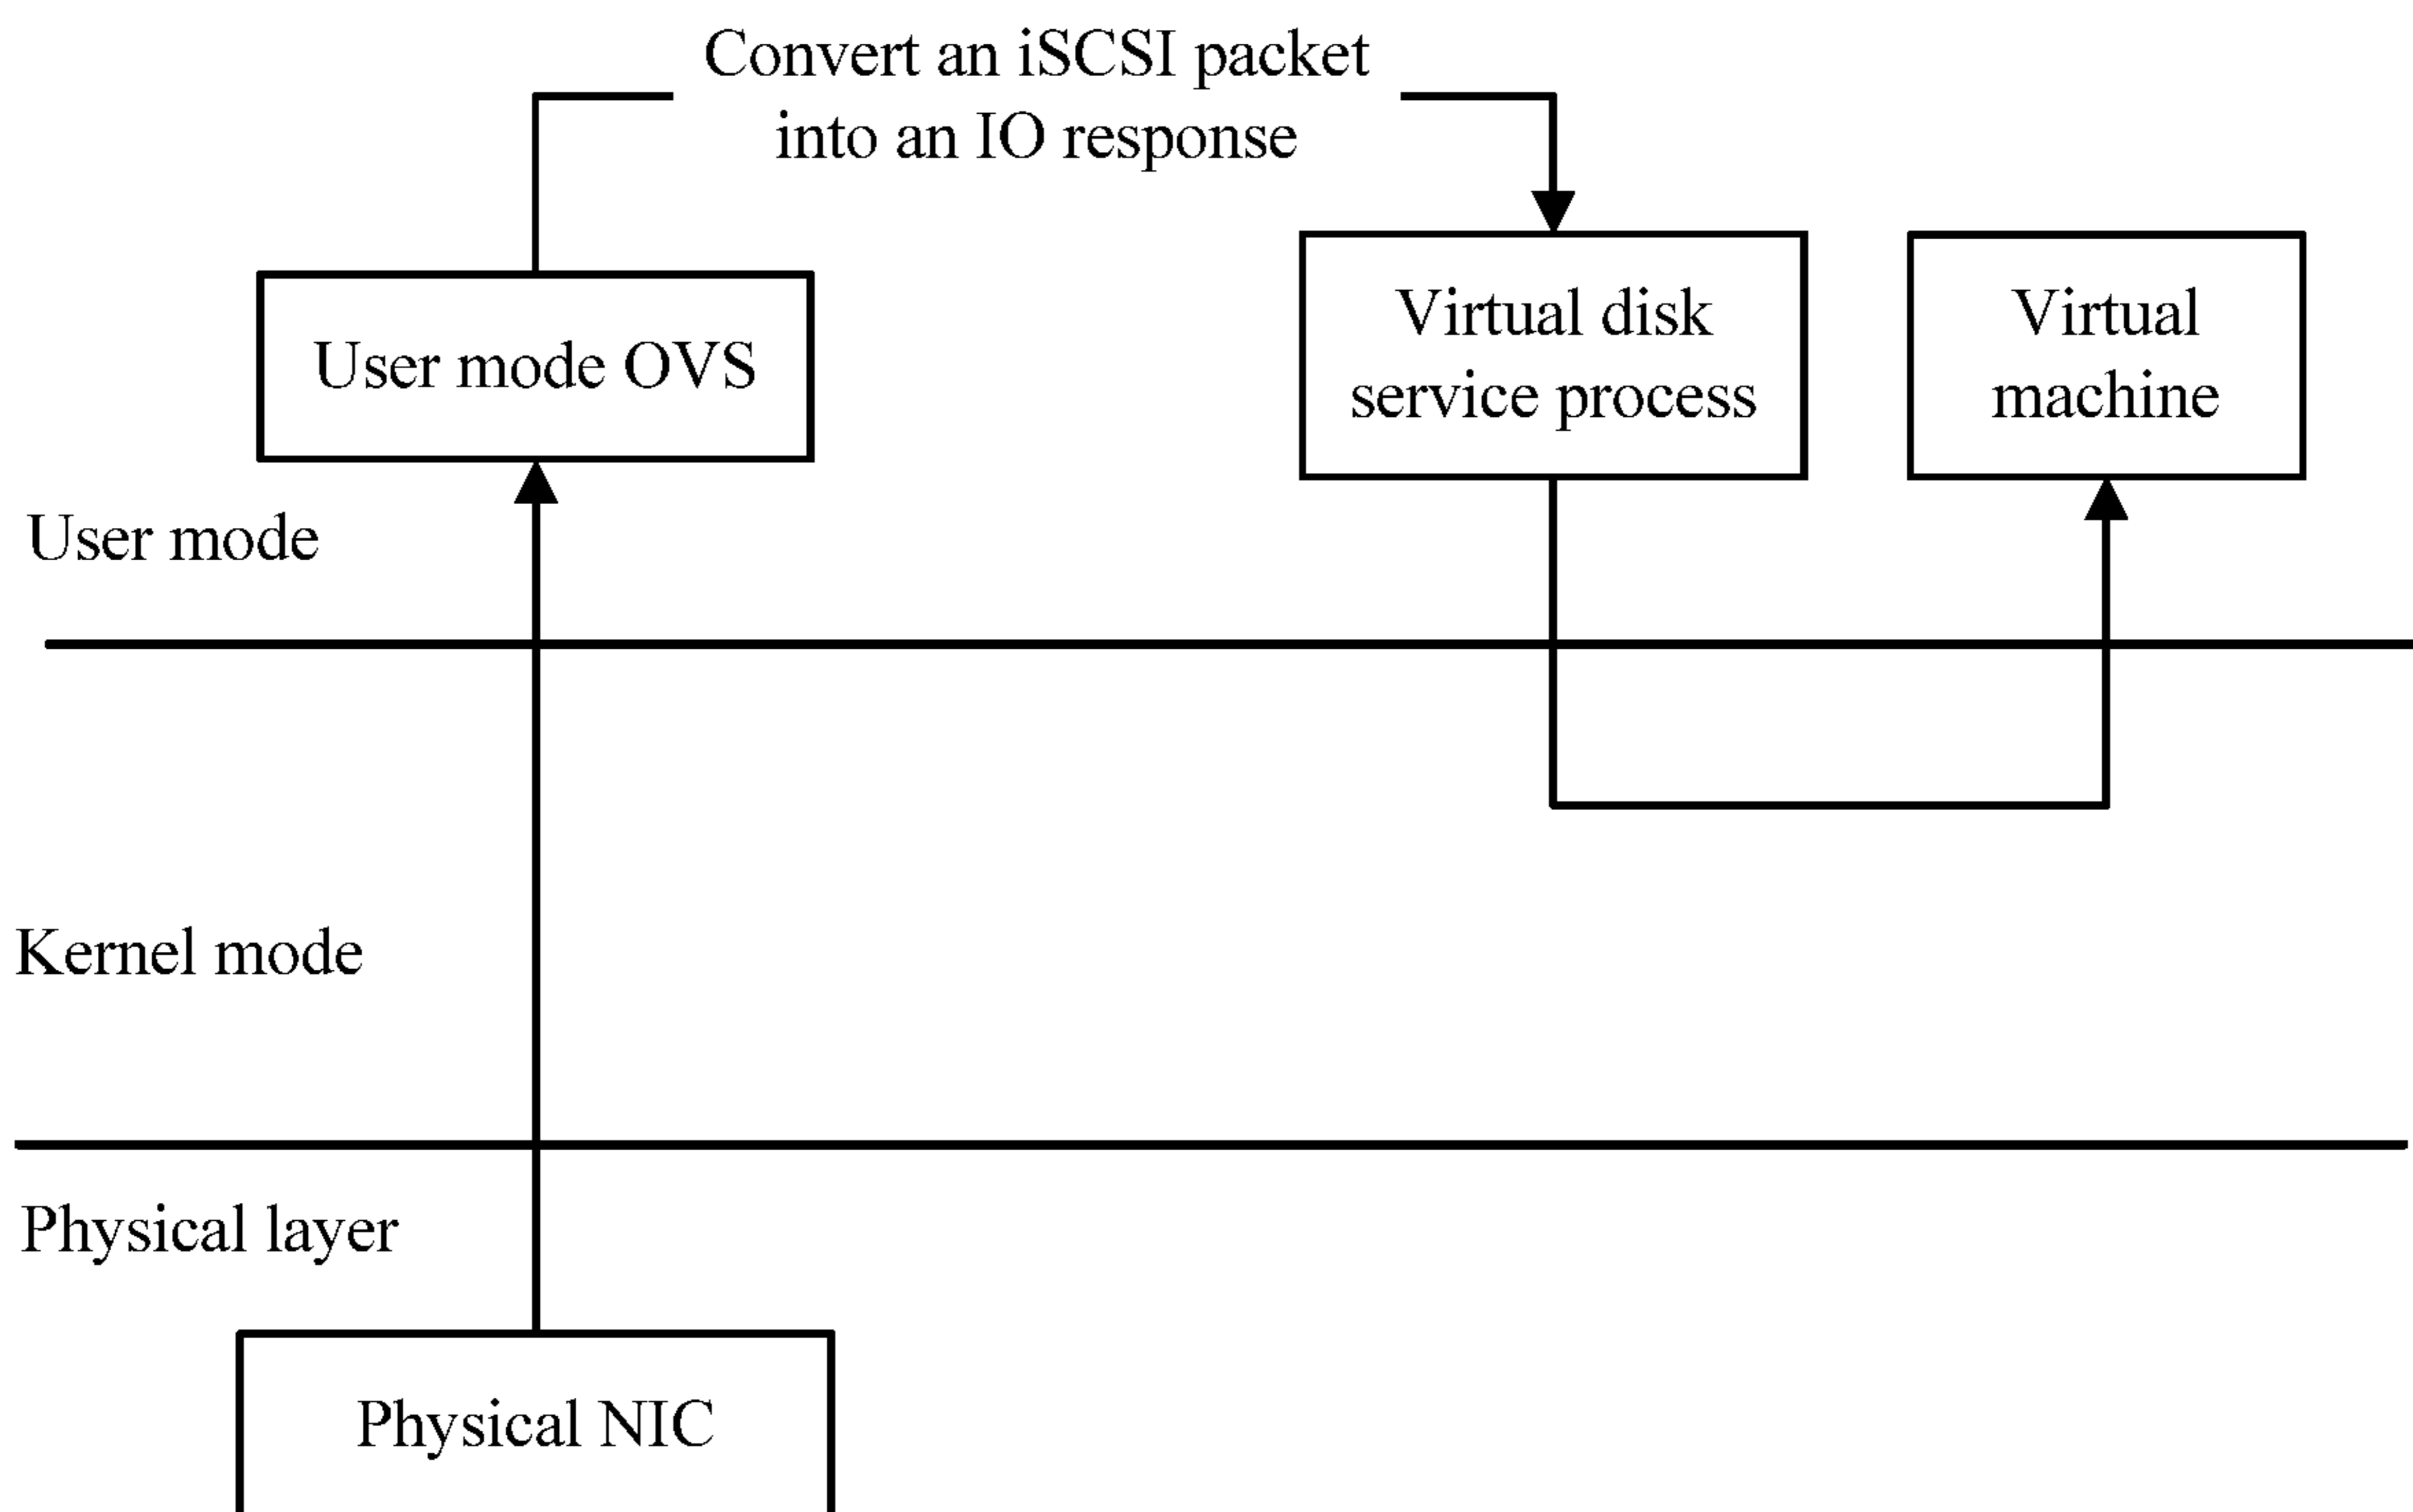 Convert an iSCSI packet
into an IO response
User mode OVS
Virtual disk
service process
Virtual
machine
User mode
Kernel mode
Physical layer
Physical NIC